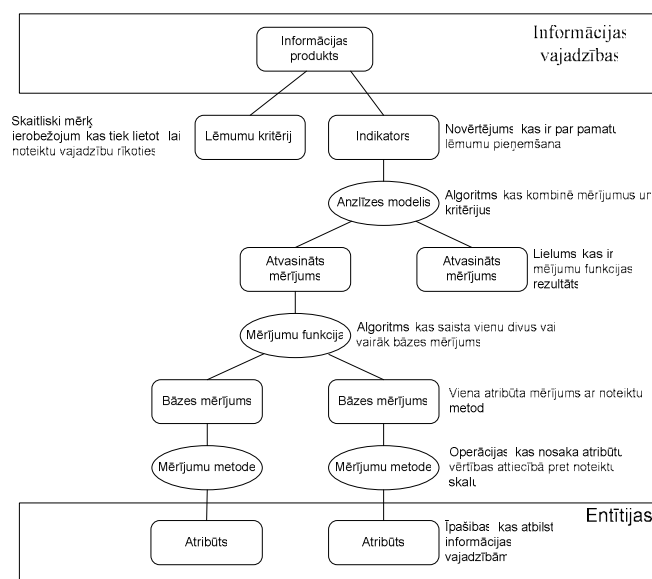 Informācijas
produkts
Informācijas
vajadzības
Skaitliski mērķ
ierobežojum kas tiek lietot lai
noteiktu vajadzību rīkoties
Lēmumu kritērij
Indikators
Novērtējums kas ir par pamatu
lēmumu pieņemšana
Anzlīzes modelis
Algoritms kas kombinē mērījumus un
kritērijus
Atvasināts
mērījums
Atvasināts
mērījums
Lielums kas ir
mēijumu funkcijas
rezultāts
Mērījumu funkcija
Algoritms kas saista vienu divus vai
vairāk bāzes mērījums
Bāzes mērījums
Bāzes mērījums
Viena atribūta mērījums ar noteiktu
metod
Mērījumu metode
Mērījumu metode
Operācijas kas nosaka atribūtu
vērtības attiecībā pret noteiktu
skalu
Entītijas
Atribūts
Atribūts
Īpašibas kas atbilst
informācijas
vajadzībām